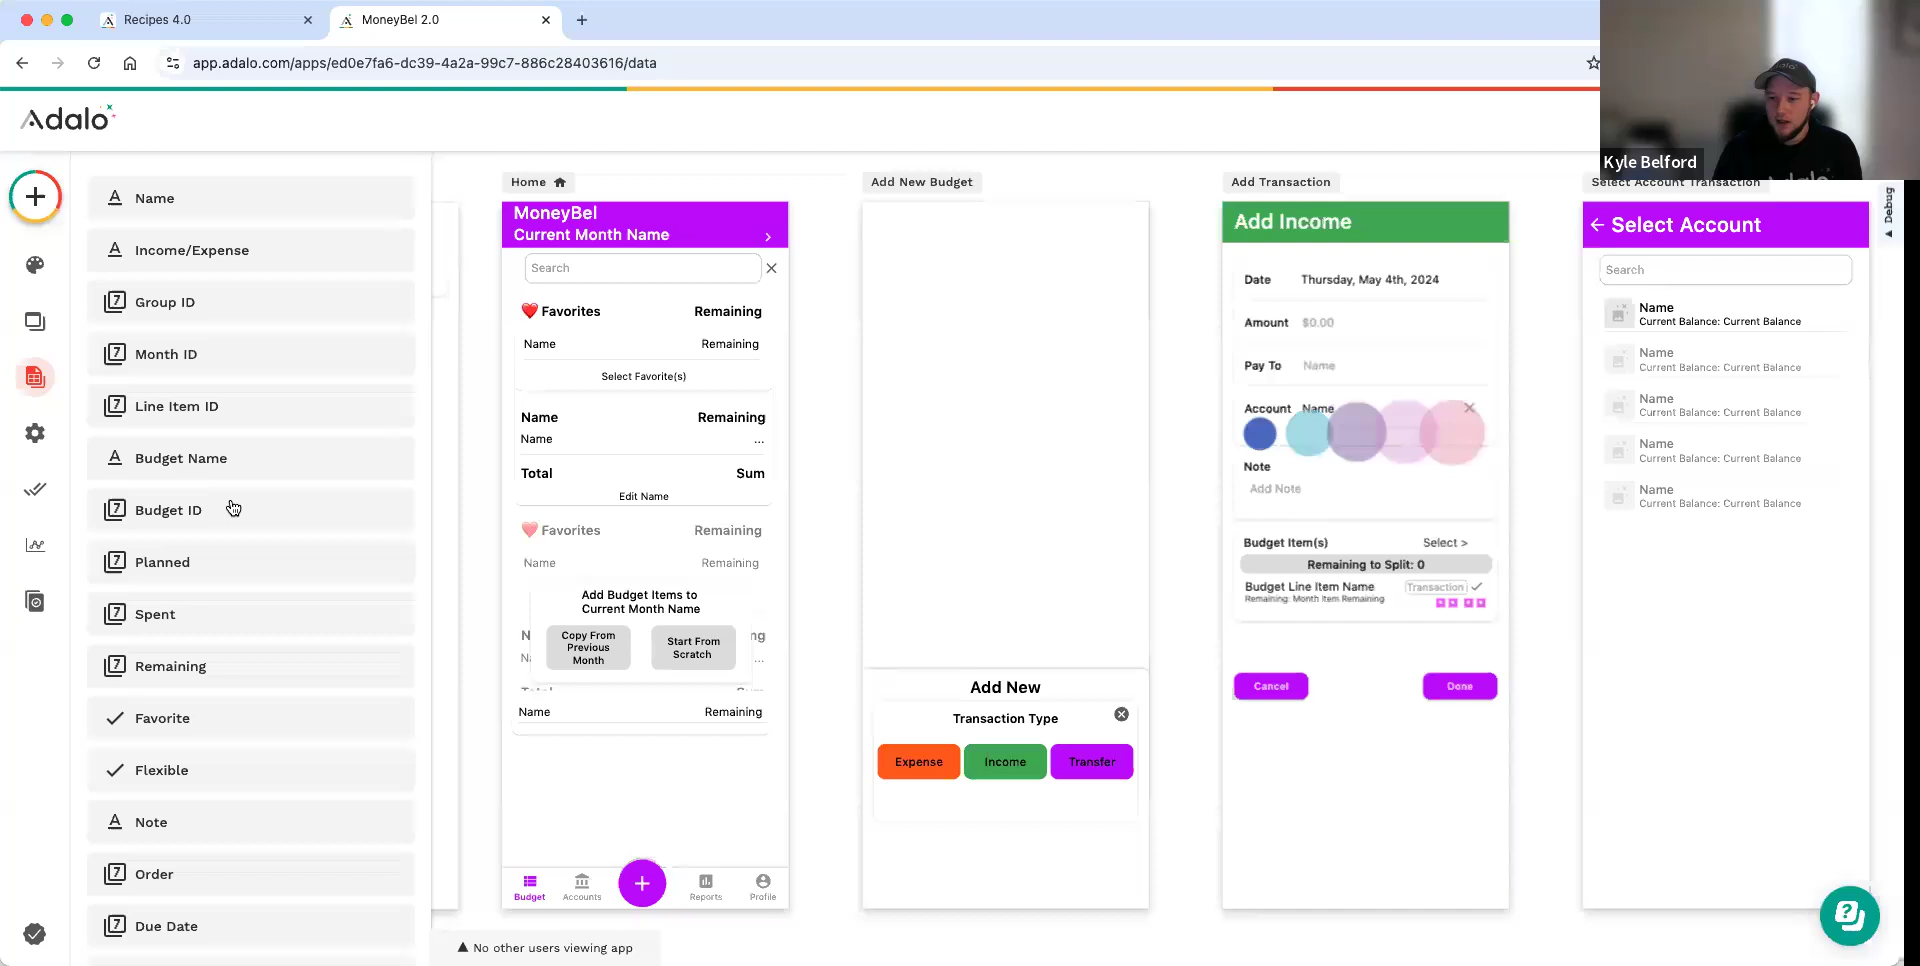 Recipes 4.0
MoneyBel 2.0
app.adalo.com/apps/ed0e7fa6-dc39-4a2a-99c7-886c28403616/data
Adalo
Kyle Belford
Name
Income/Expense
Group ID
Month ID
Line Item ID
Budget Name
Budget ID
Planned
Spent
Remaining
Favorite
Flexible
Note
Order
Due Date
Home
MoneyBel
Current Month Name
Search
Favorites Remaining
Name Remaining
Select Favorite(s)
Name Remaining
Name ...
Total Sum
Edit Name
Favorites Remaining
Name Remaining
Add Budget Items to
Current Month Name
Copy From
Previous
Month
Start From
Scratch
Name Remaining
Budget
Accounts
Reports
Profile
No other users viewing app
Add New Budget
Add New
Transaction Type
Expense
Income
Transfer
Add Transaction
Add Income
Date Thursday, May 4th, 2024
Amount $0.00
Pay To Name
Account Name
Note
Add Note
Budget Item(s) Select >
Remaining to Split: 0
Budget Line Item Name Transaction
Remaining: Month Item Remaining
Cancel
Done
Select Account Transaction
Select Account
Search
Name
Current Balance: Current Balance
Name
Current Balance: Current Balance
Name
Current Balance: Current Balance
Name
Current Balance: Current Balance
Name
Current Balance: Current Balance
Debug